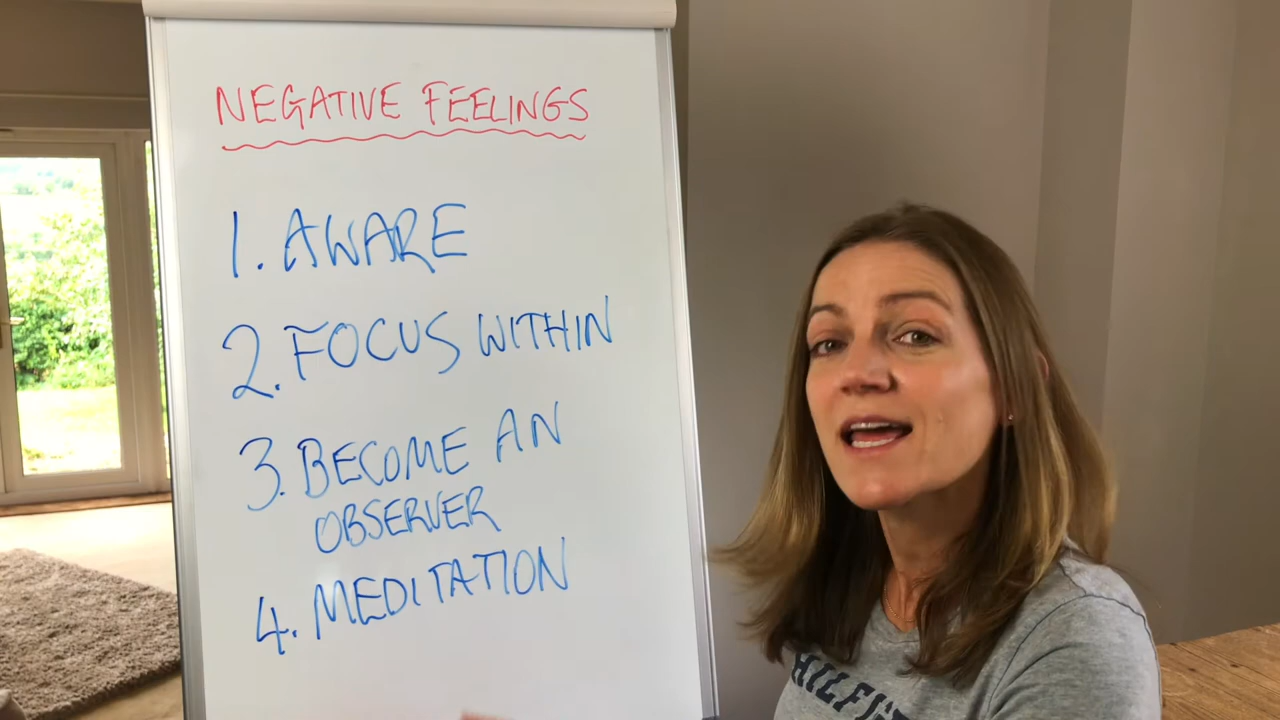 NEGATIVE FEELINGS
1. AWARE
2. FOCUS WITHIN
3. BECOME AN
OBSERVER
4. MEDITATION